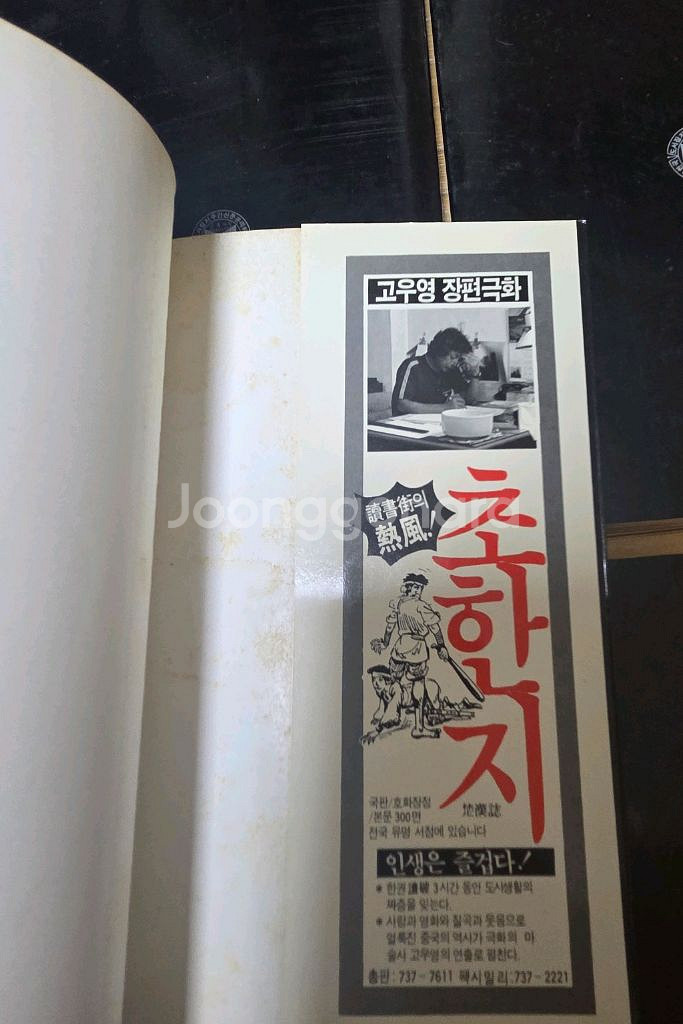 고우영 장편극화
讀書街의
熱風!
초한지
楚漢誌
국판/호화장정
/본문 300면
전국 유명 서점에 있습니다
인생은 즐겁다!
* 한권 讀破 3시간 동안 도시생활의
짜증을 잊는다.
* 사랑과 영화와 질곡과 웃음으로
얼룩진 중국의 역사가 극화의 마
술사 고우영의 연출로 펼친다.
총판 : 737-7611 팩시밀리:737-2221
Joongg